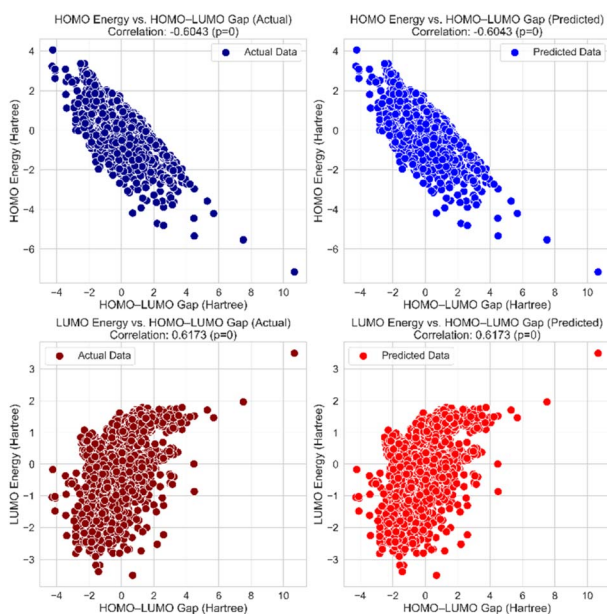 HOMO Energy vs. HOMO–LUMO Gap (Actual)
Correlation: -0.6043 (p=0)
Actual Data
HOMO Energy (Hartree)
4
2
0
−2
−4
−6
−4 −2 0 2 4 6 8 10
HOMO–LUMO Gap (Hartree)
HOMO Energy vs. HOMO–LUMO Gap (Predicted)
Correlation: -0.6043 (p=0)
Predicted Data
HOMO Energy (Hartree)
4
2
0
−2
−4
−6
−4 −2 0 2 4 6 8 10
HOMO–LUMO Gap (Hartree)
LUMO Energy vs. HOMO–LUMO Gap (Actual)
Correlation: 0.6173 (p=0)
Actual Data
LUMO Energy (Hartree)
3
2
1
0
−1
−2
−3
−4 −2 0 2 4 6 8 10
HOMO–LUMO Gap (Hartree)
LUMO Energy vs. HOMO–LUMO Gap (Predicted)
Correlation: 0.6173 (p=0)
Predicted Data
LUMO Energy (Hartree)
3
2
1
0
−1
−2
−3
−4 −2 0 2 4 6 8 10
HOMO–LUMO Gap (Hartree)